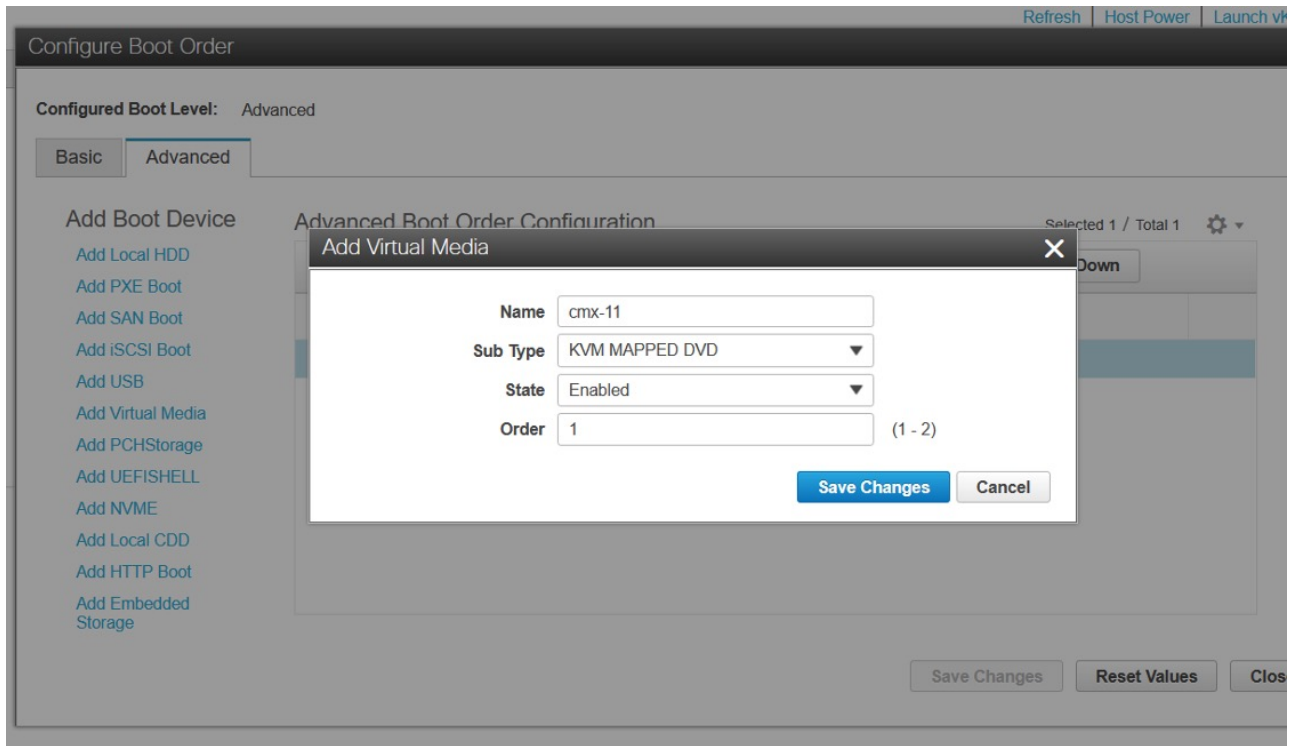 Refresh Host Power Launch
Configure Boot Order
Configured Boot Level: Advanced
Basic Advanced
Add Boot Device
Add Local HDD
Add PXE Boot
Add SAN Boot
Add iSCSI Boot
Add USB
Add Virtual Media
Add PCHStorage
Add UEFISHELL
Add NVME
Add Local CDD
Add HTTP Boot
Add Embedded
Storage
Advanced Boot Order Configuration
Selected 1 / Total 1
Down
Add Virtual Media
Name cmx-11
Sub Type KVM MAPPED DVD
State Enabled
Order 1 (1 - 2)
Save Changes Cancel
Save Changes Reset Values